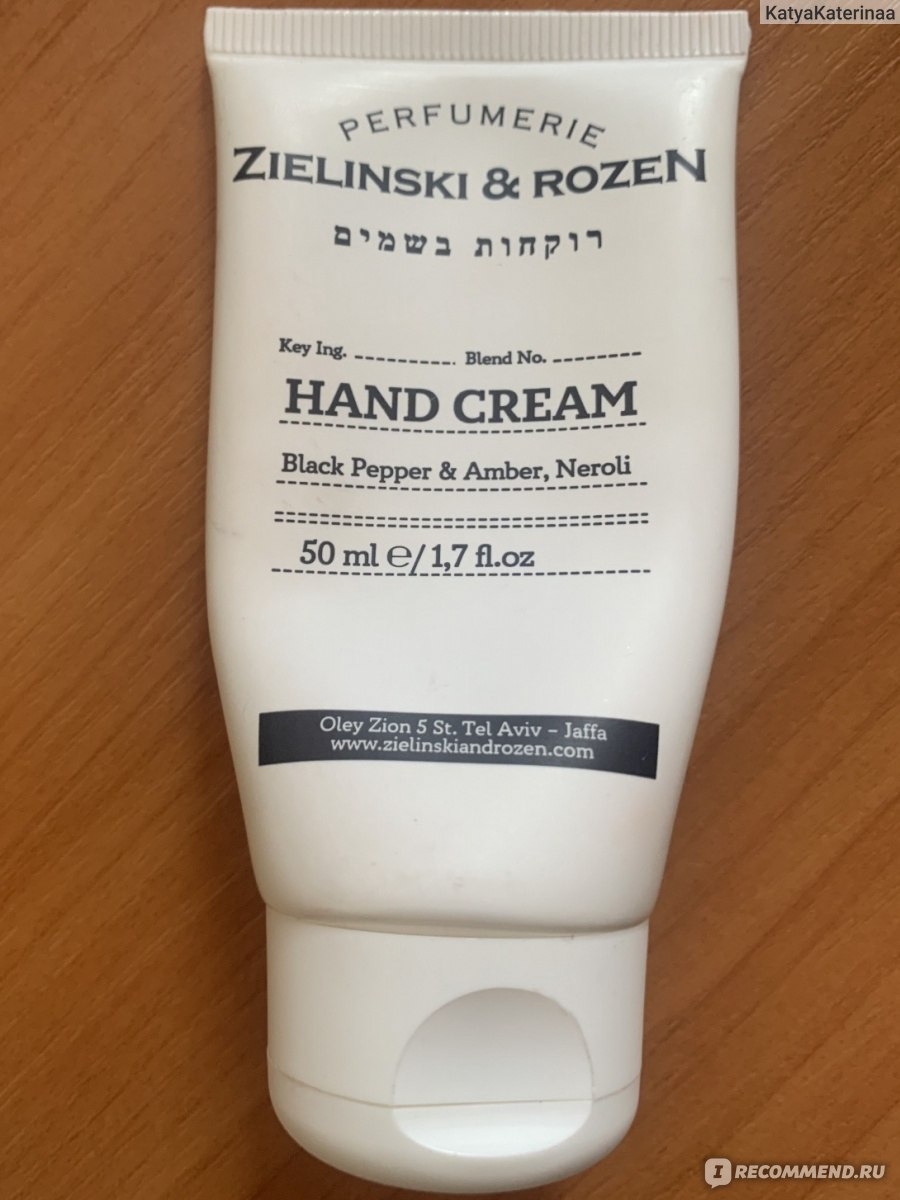 KatyaKaterinaa
PERFUMERIE
ZIELINSKI & ROZEN
רוקחות בשמים
Key Ing. Blend No.
HAND CREAM
Black Pepper & Amber, Neroli
50 ml ℮/ 1,7 fl.oz
Oley Zion 5 St. Tel Aviv – Jaffa
www.zielinskiandrozen.com
IRECOMMEND.RU